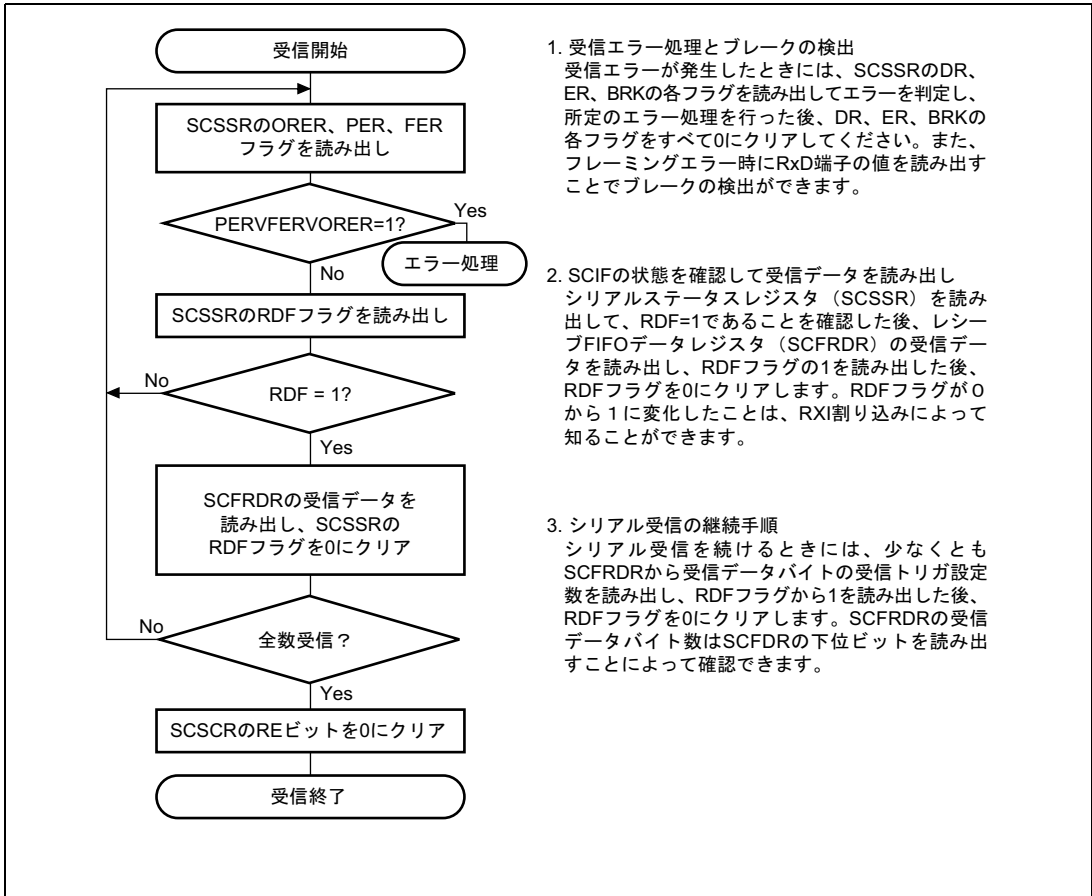 受信開始
SCSSRのORER、PER、FER
フラグを読み出し
PERVFERVORER=1?
Yes
エラー処理
No
SCSSRのRDFフラグを読み出し
No
RDF = 1?
Yes
SCFRDRの受信データを
読み出し、SCSSRの
RDFフラグを0にクリア
No
全数受信？
Yes
SCSCRのREビットを0にクリア
受信終了
1. 受信エラー処理とブレークの検出
受信エラーが発生したときには、SCSSRのDR、
ER、BRKの各フラグを読み出してエラーを判定し、
所定のエラー処理を行った後、DR、ER、BRKの
各フラグをすべて0にクリアしてください。また、
フレーミングエラー時にRxD端子の値を読み出す
ことでブレークの検出ができます。
2. SCIFの状態を確認して受信データを読み出し
シリアルステータスレジスタ（SCSSR）を読み
出して、RDF=1であることを確認した後、レシー
ブFIFOデータレジスタ（SCFRDR）の受信デー
タを読み出し、RDFフラグの1を読み出した後、
RDFフラグを0にクリアします。RDFフラグが０
から１に変化したことは、RXI割り込みによって
知ることができます。
3. シリアル受信の継続手順
シリアル受信を続けるときには、少なくとも
SCFRDRから受信データバイトの受信トリガ設定
数を読み出し、RDFフラグから1を読み出した後、
RDFフラグを0にクリアします。SCFRDRの受信
データバイト数はSCFDRの下位ビットを読み出
すことによって確認できます。